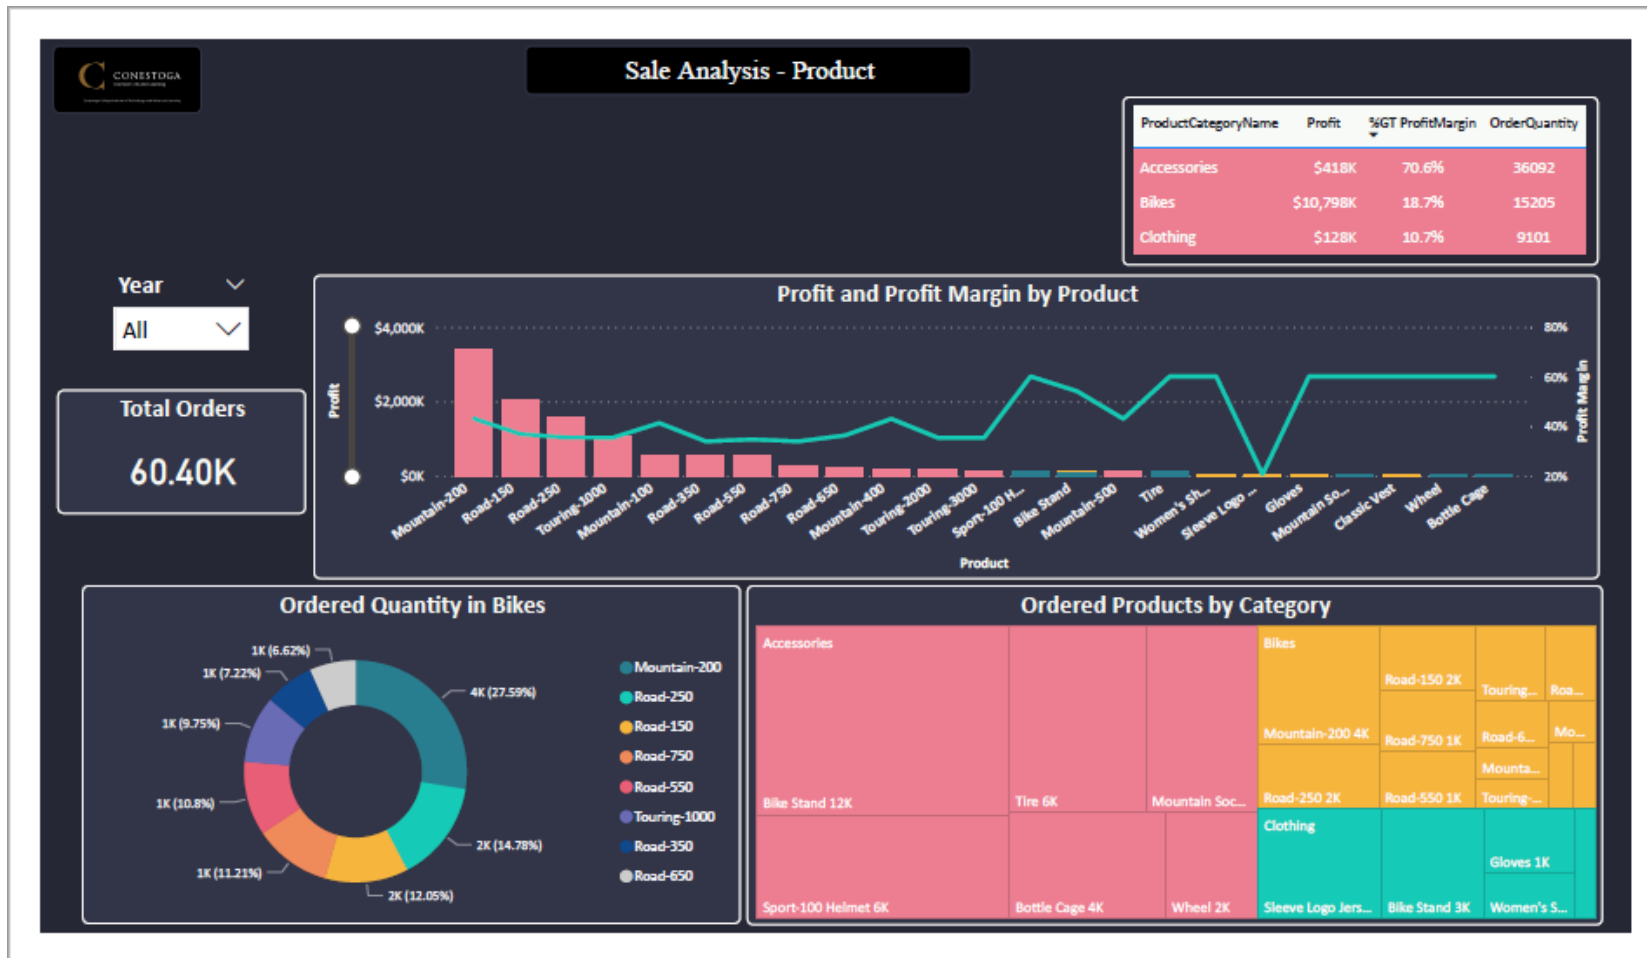 CONESTOGA
Sale Analysis - Product
ProductCategoryName Profit %GT ProfitMargin OrderQuantity
Accessories $418K 70.6% 36092
Bikes $10,798K 18.7% 15205
Clothing $128K 10.7% 9101
Year
All
Total Orders
60.40K
Profit and Profit Margin by Product
$4,000K
$2,000K
$0K
Profit
80%
60%
40%
20%
Profit Margin
Mountain-200
Road-150
Road-250
Touring-1000
Mountain-100
Road-350
Road-550
Road-750
Road-650
Mountain-400
Touring-2000
Touring-3000
Sport-100 H...
Bike Stand
Mountain-500
Tire
Women's Sh...
Sleeve Logo ...
Gloves
Mountain So...
Classic Vest
Wheel
Bottle Cage
Product
Ordered Quantity in Bikes
1K (6.62%)
1K (7.22%)
1K (9.75%)
1K (10.8%)
1K (11.21%)
2K (12.05%)
2K (14.78%)
4K (27.59%)
Mountain-200
Road-250
Road-150
Road-750
Road-550
Touring-1000
Road-350
Road-650
Ordered Products by Category
Accessories
Bike Stand 12K
Sport-100 Helmet 6K
Tire 6K
Mountain Soc...
Bottle Cage 4K
Wheel 2K
Bikes
Mountain-200 4K
Road-250 2K
Road-150 2K
Road-750 1K
Road-550 1K
Touring...
Roa...
Road-6...
Mo...
Mounta...
Touring-...
Clothing
Sleeve Logo Jers...
Bike Stand 3K
Gloves 1K
Women's S...